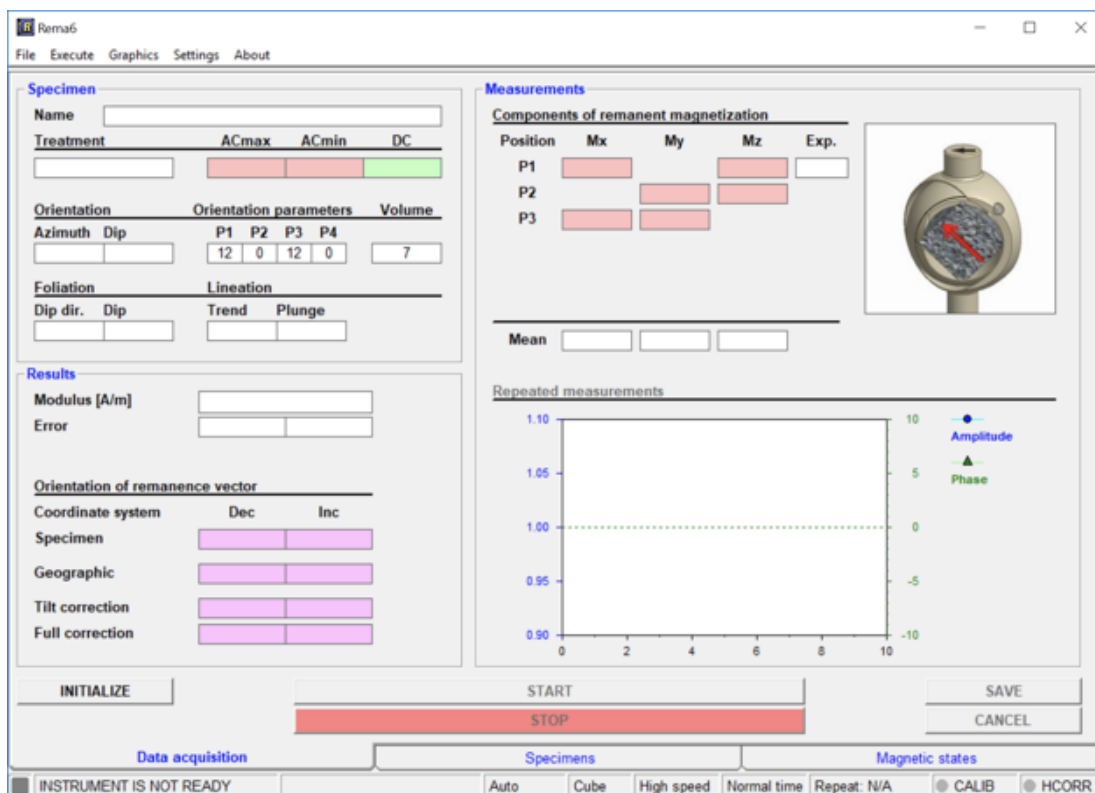 Rema6
File Execute Graphics Settings About
Specimen
Name
Treatment ACmax ACmin DC
Orientation Orientation parameters Volume
Azimuth Dip P1 P2 P3 P4
12 0 12 0 7
Foliation Lineation
Dip dir. Dip Trend Plunge
Results
Modulus [A/m]
Error
Orientation of remanence vector
Coordinate system Dec Inc
Specimen
Geographic
Tilt correction
Full correction
Measurements
Components of remanent magnetization
Position Mx My Mz Exp.
P1
P2
P3
Mean
Repeated measurements
1.10 10
Amplitude
1.05 5
Phase
1.00 0
0.95 -5
0.90 -10
0 2 4 6 8 10
INITIALIZE START SAVE
STOP CANCEL
Data acquisition Specimens Magnetic states
INSTRUMENT IS NOT READY Auto Cube High speed Normal time Repeat: N/A CALIB HCORR